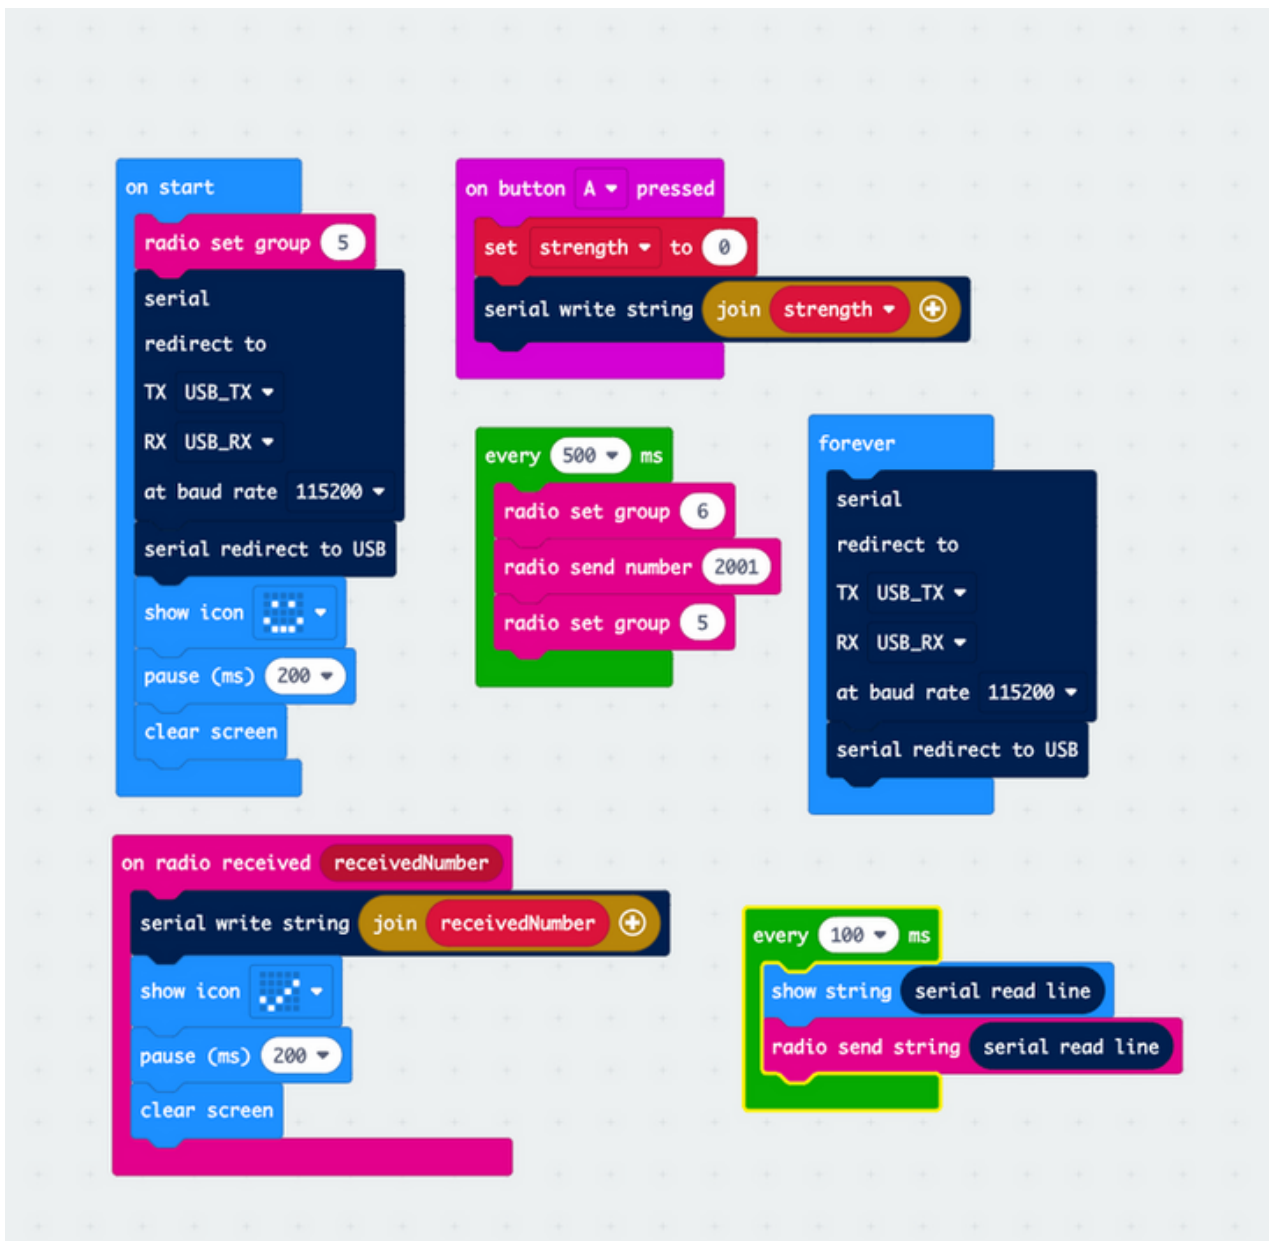 on start
radio set group 5
serial
redirect to
TX USB_TX
RX USB_RX
at baud rate 115200
serial redirect to USB
show icon
pause (ms) 200
clear screen
on button A pressed
set strength to 0
serial write string join strength
every 500 ms
radio set group 6
radio send number 2001
radio set group 5
forever
serial
redirect to
TX USB_TX
RX USB_RX
at baud rate 115200
serial redirect to USB
on radio received receivedNumber
serial write string join receivedNumber
show icon
pause (ms) 200
clear screen
every 100 ms
show string serial read line
radio send string serial read line